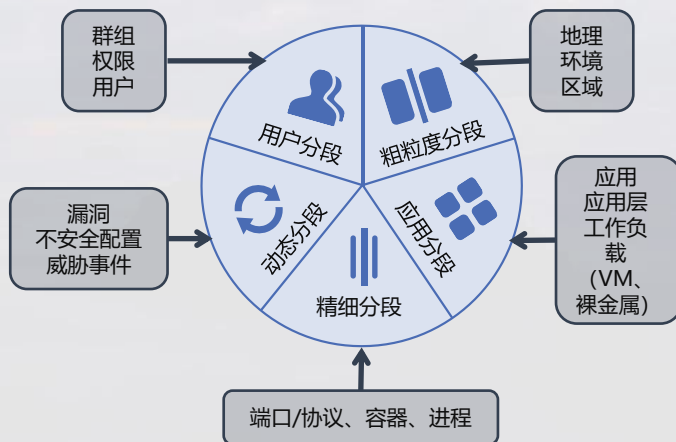 群组
权限
用户
地理
环境
区域
用户分段
粗粒度分段
漏洞
不安全配置
威胁事件
动态分段
应用分段
应用
应用层
工作负
载
（VM、
裸金属）
精细分段
端口/协议、容器、进程